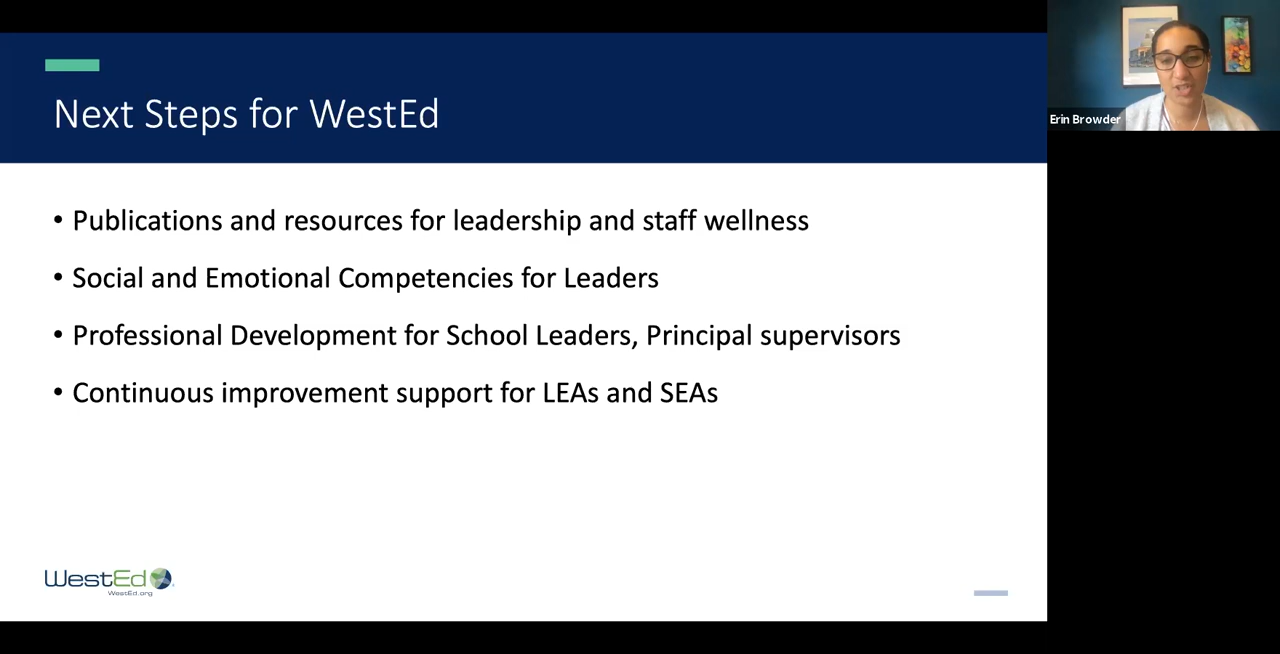 Next Steps for WestEd
• Publications and resources for leadership and staff wellness
• Social and Emotional Competencies for Leaders
• Professional Development for School Leaders, Principal supervisors
• Continuous improvement support for LEAs and SEAs
WestEd
WestEd.org
Erin Browder